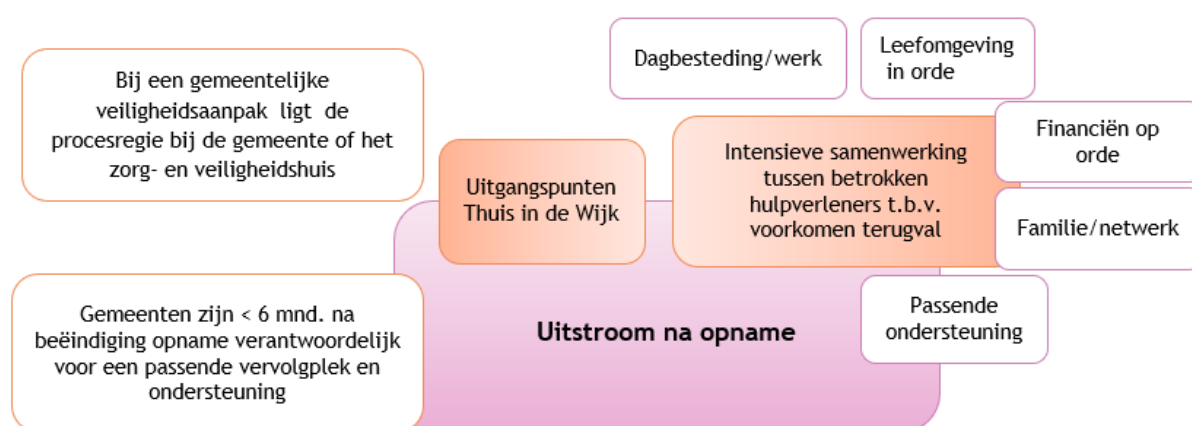 Bij een gemeentelijke
veiligheidsaanpak ligt de
procesregie bij de gemeente of het
zorg- en veiligheidshuis
Dagbesteding/werk
Leefomgeving
in orde
Uitgangspunten
Thuis in de Wijk
Intensieve samenwerking
tussen betrokken
hulpverleners t.b.v.
voorkomen terugval
Financiën op
orde
Familie/netwerk
Gemeenten zijn < 6 mnd. na
beëindiging opname verantwoordelijk
voor een passende vervolgplek en
ondersteuning
Uitstroom na opname
Passende
ondersteuning